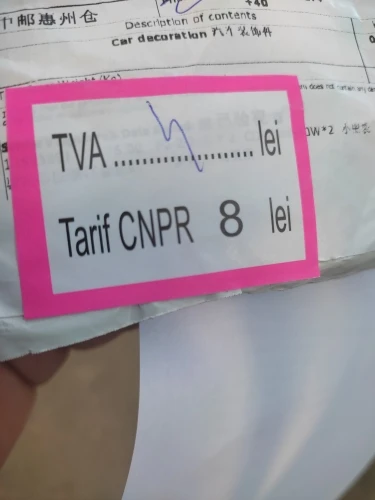 中邮惠州仓
+40
Description of contents
Car decoration 汽车装饰件
TVA ........................ lei
Tarif CNPR 8 lei